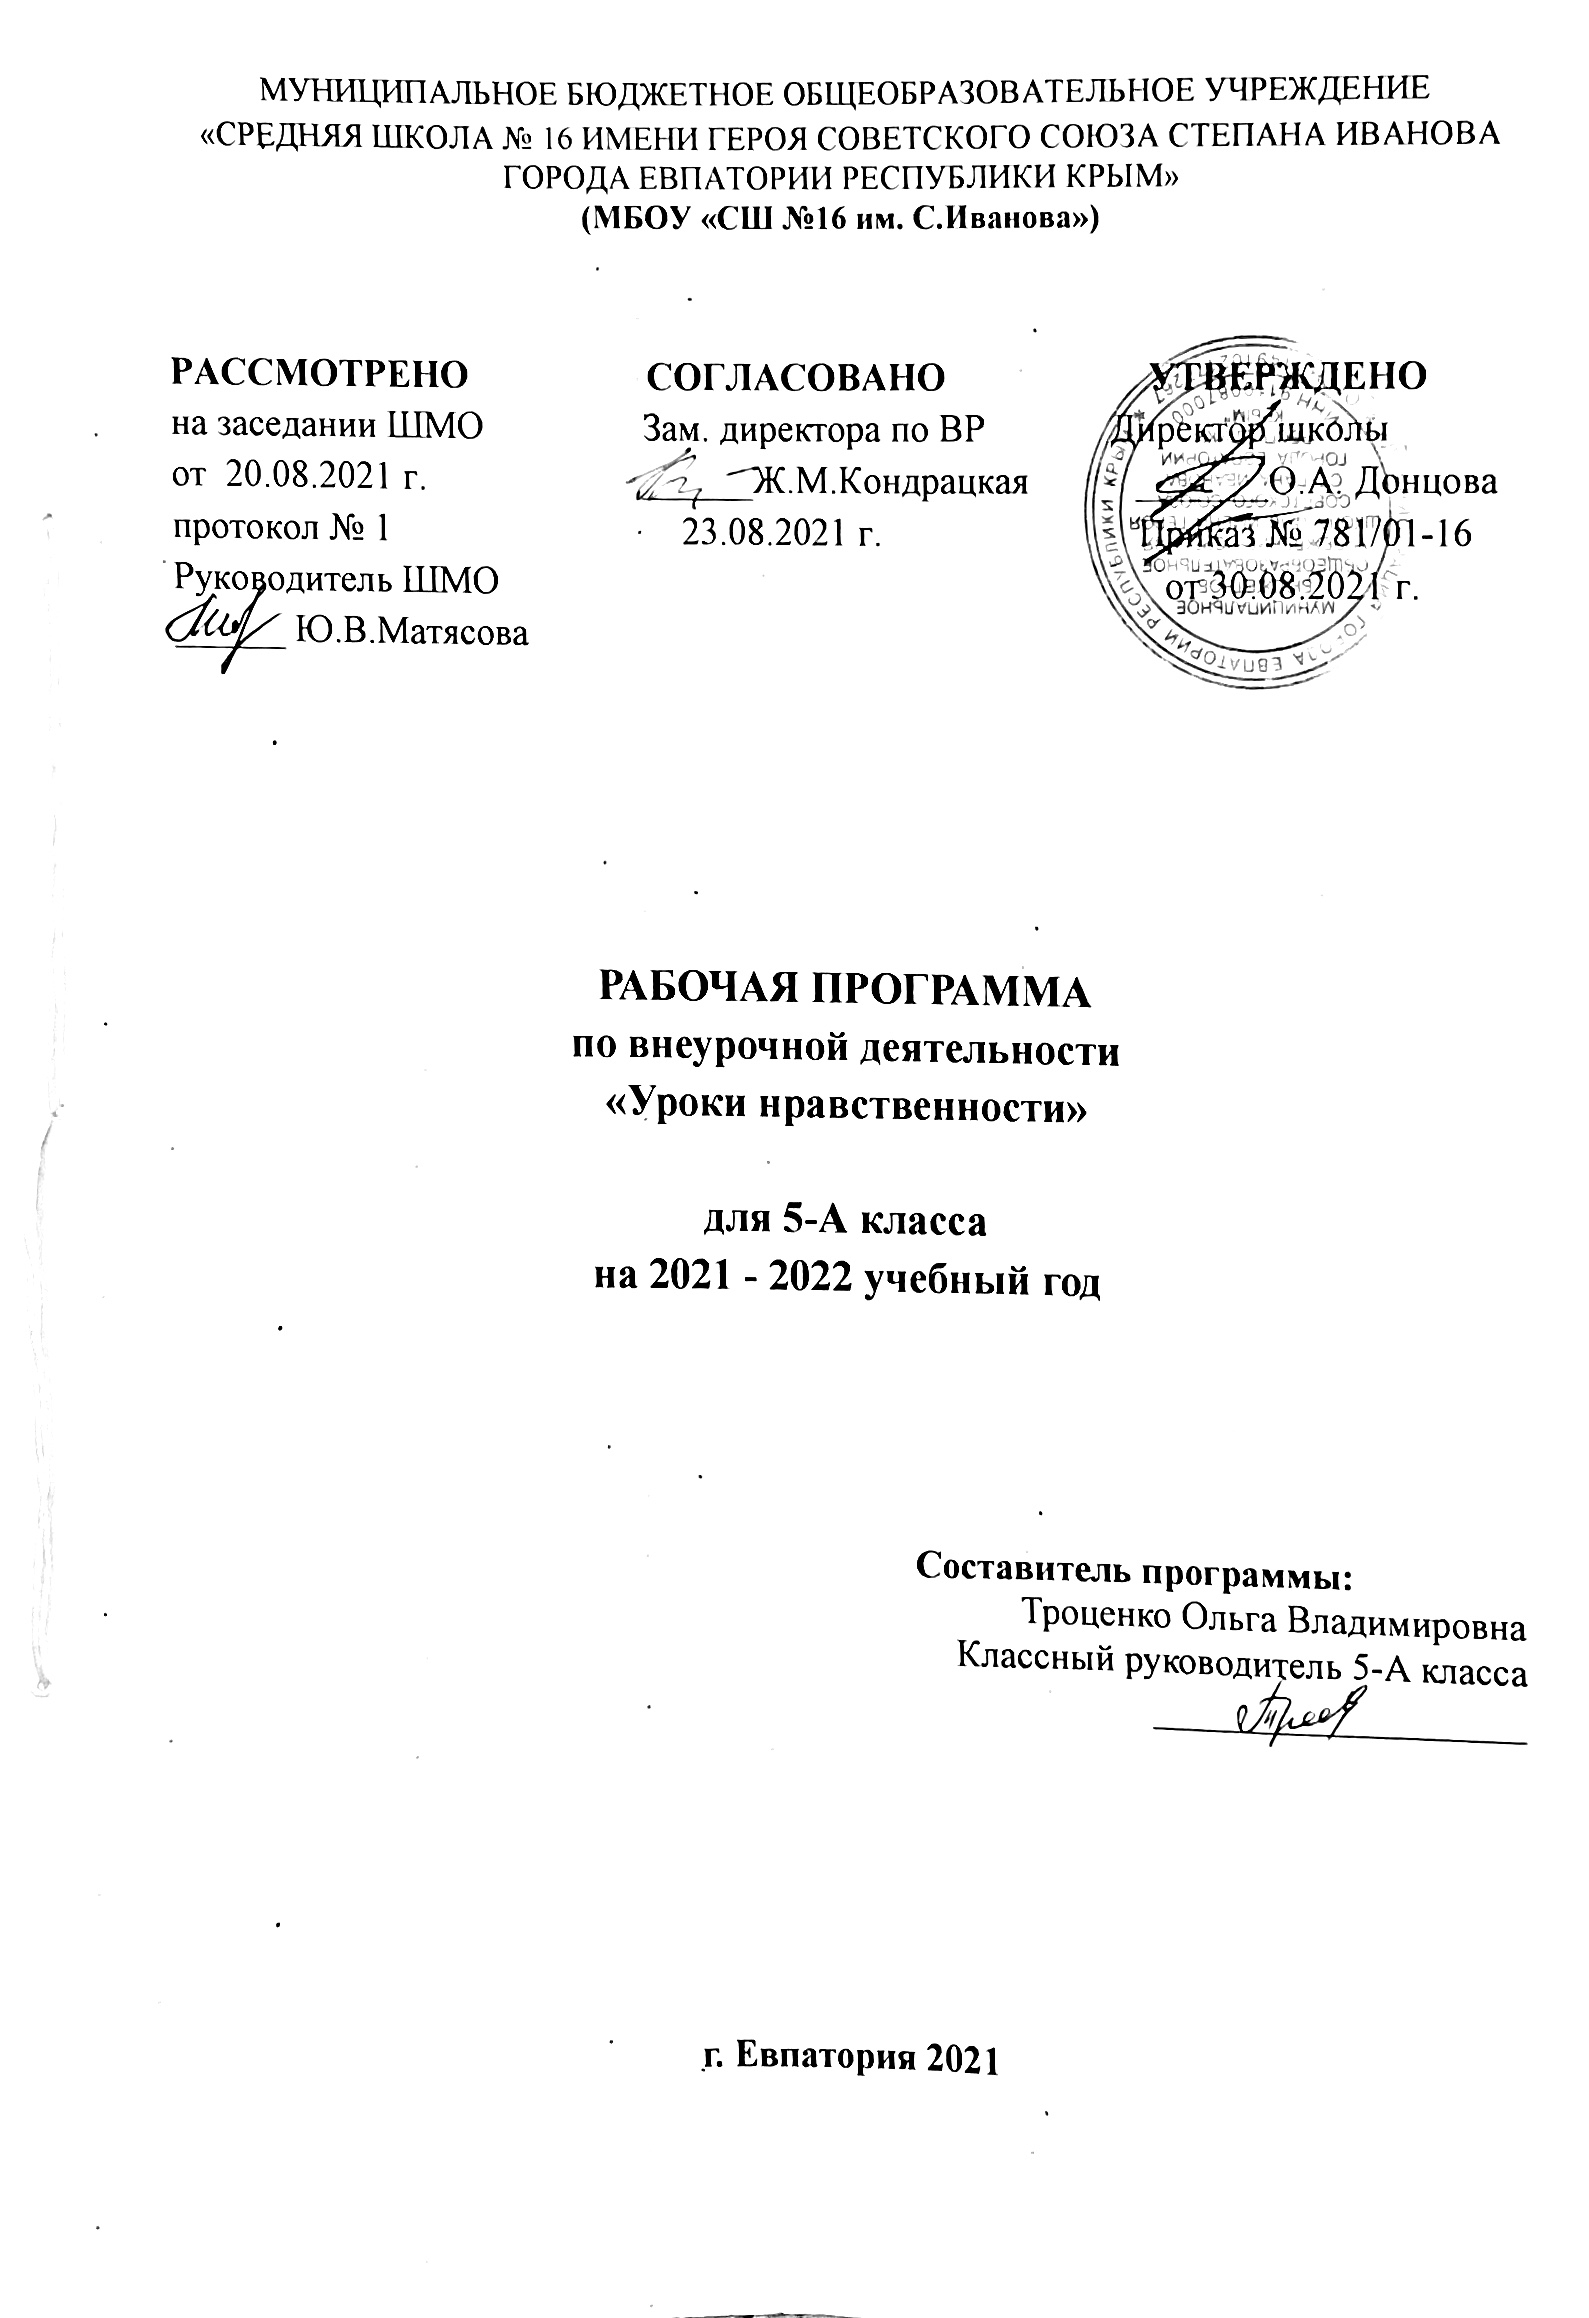 МУНИЦИПАЛЬНОЕ БЮДЖЕТНОЕ ОБЩЕОБРАЗОВАТЕЛЬНОЕ УЧРЕЖДЕНИЕ
«СРЕДНЯЯ ШКОЛА № 16 ИМЕНИ ГЕРОЯ СОВЕТСКОГО СОЮЗА СТЕПАНА ИВАНОВА
ГОРОДА ЕВПАТОРИИ РЕСПУБЛИКИ КРЫМ»
(МБОУ «СШ №16 им. С.Иванова»)
РАССМОТРЕНО
на заседании ШМО
от 20.08.2021 г.
протокол № 1
Руководитель ШМО
Ю.В.Матясова
СОГЛАСОВАНО
Зам. директора по ВР
Ж.М.Кондрацкая
23.08.2021 г.
УТВЕРЖДЕНО
Директор школы
О.А. Донцова
Приказ № 781/01-16
от 30.08.2021 г.
РАБОЧАЯ ПРОГРАММА
по внеурочной деятельности
«Уроки нравственности»
для 5-А класса
на 2021 - 2022 учебный год
Составитель программы:
Троценко Ольга Владимировна
Классный руководитель 5-А класса
г. Евпатория 2021